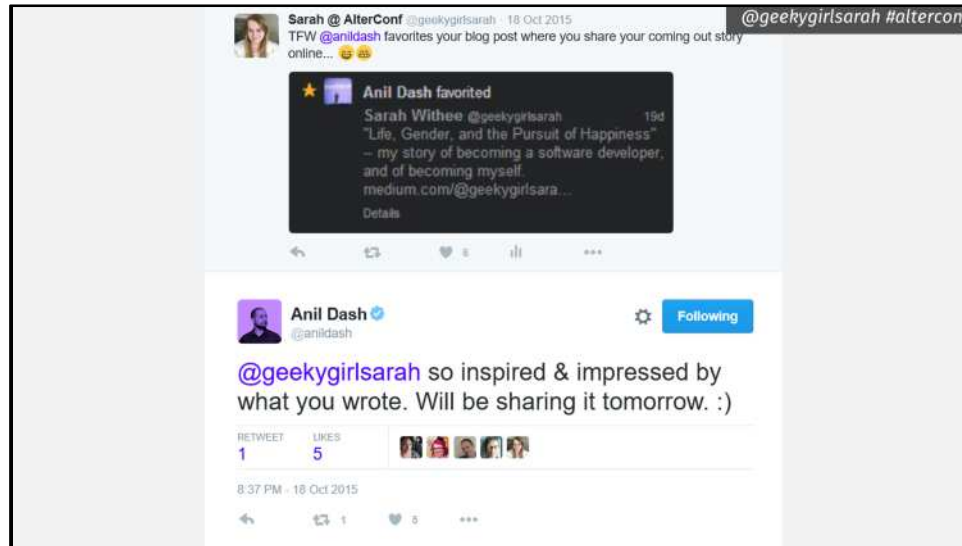 @geekygirlsarah #altercon
Sarah @ AlterConf @geekygirlsarah · 18 Oct 2015
TFW @anildash favorites your blog post where you share your coming out story
online...
Anil Dash favorited
Sarah Withee @geekygirlsarah 19d
"Life, Gender, and the Pursuit of Happiness"
– my story of becoming a software developer,
and of becoming myself.
medium.com/@geekygirlsara...
Details
8
Anil Dash
@anildash
Following
@geekygirlsarah so inspired & impressed by
what you wrote. Will be sharing it tomorrow. :)
RETWEET LIKES
1 5
8:37 PM - 18 Oct 2015
1 5